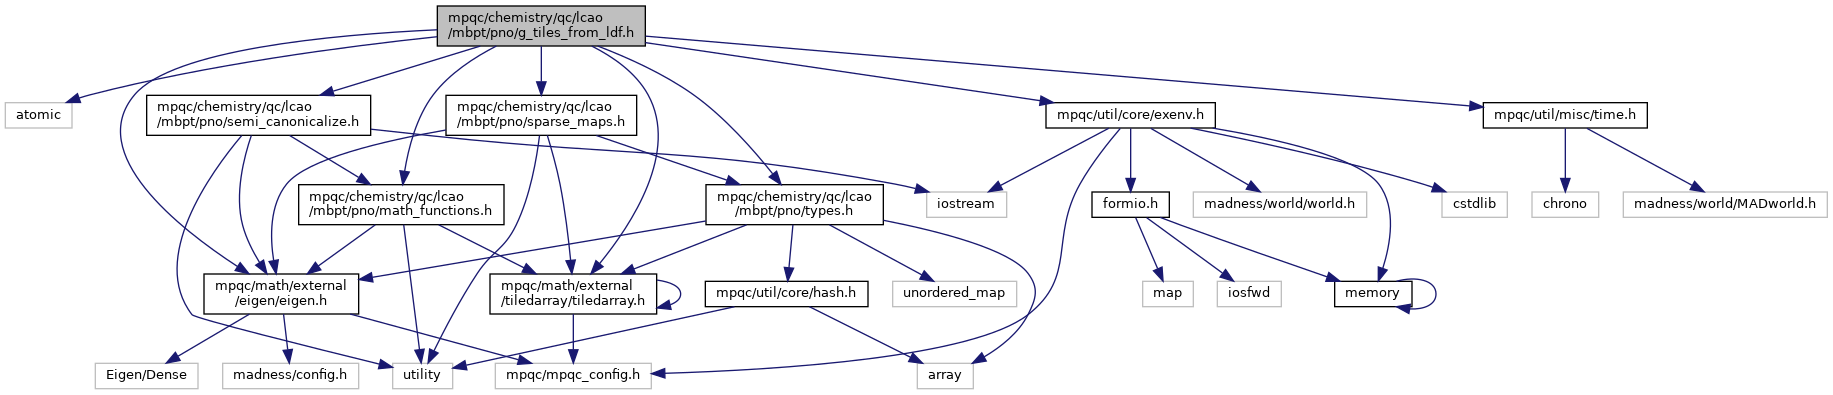 mpqc/chemistry/qc/lcao
/mbpt/pno/g_tiles_from_ldf.h
atomic
mpqc/chemistry/qc/lcao
/mbpt/pno/semi_canonicalize.h
mpqc/chemistry/qc/lcao
/mbpt/pno/sparse_maps.h
mpqc/util/core/exenv.h
mpqc/util/misc/time.h
mpqc/chemistry/qc/lcao
/mbpt/pno/math_functions.h
mpqc/chemistry/qc/lcao
/mbpt/pno/types.h
iostream
formio.h
madness/world/world.h
cstdlib
chrono
madness/world/MADworld.h
mpqc/math/external
/eigen/eigen.h
mpqc/math/external
/tiledarray/tiledarray.h
mpqc/util/core/hash.h
unordered_map
map
iosfwd
memory
Eigen/Dense
madness/config.h
utility
mpqc/mpqc_config.h
array